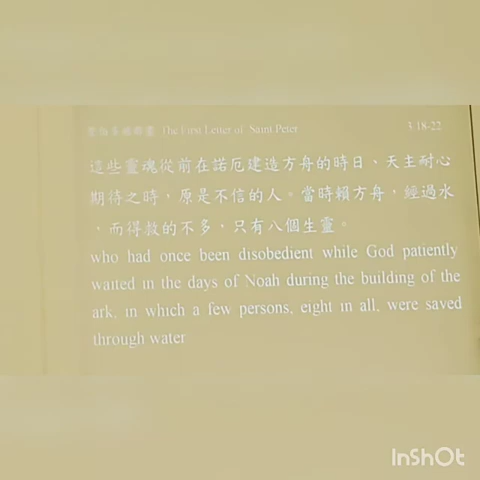 The First Letter of Saint Peter 3:18-22
這些靈魂從前在諾厄建造方舟的時日、天主耐心
期待之時，原是不信的人。當時賴方舟，經過水
，而得救的不多，只有八個生靈。
who had once been disobedient while God patiently
waited in the days of Noah during the building of the
ark, in which a few persons, eight in all, were saved
through water
InShOt